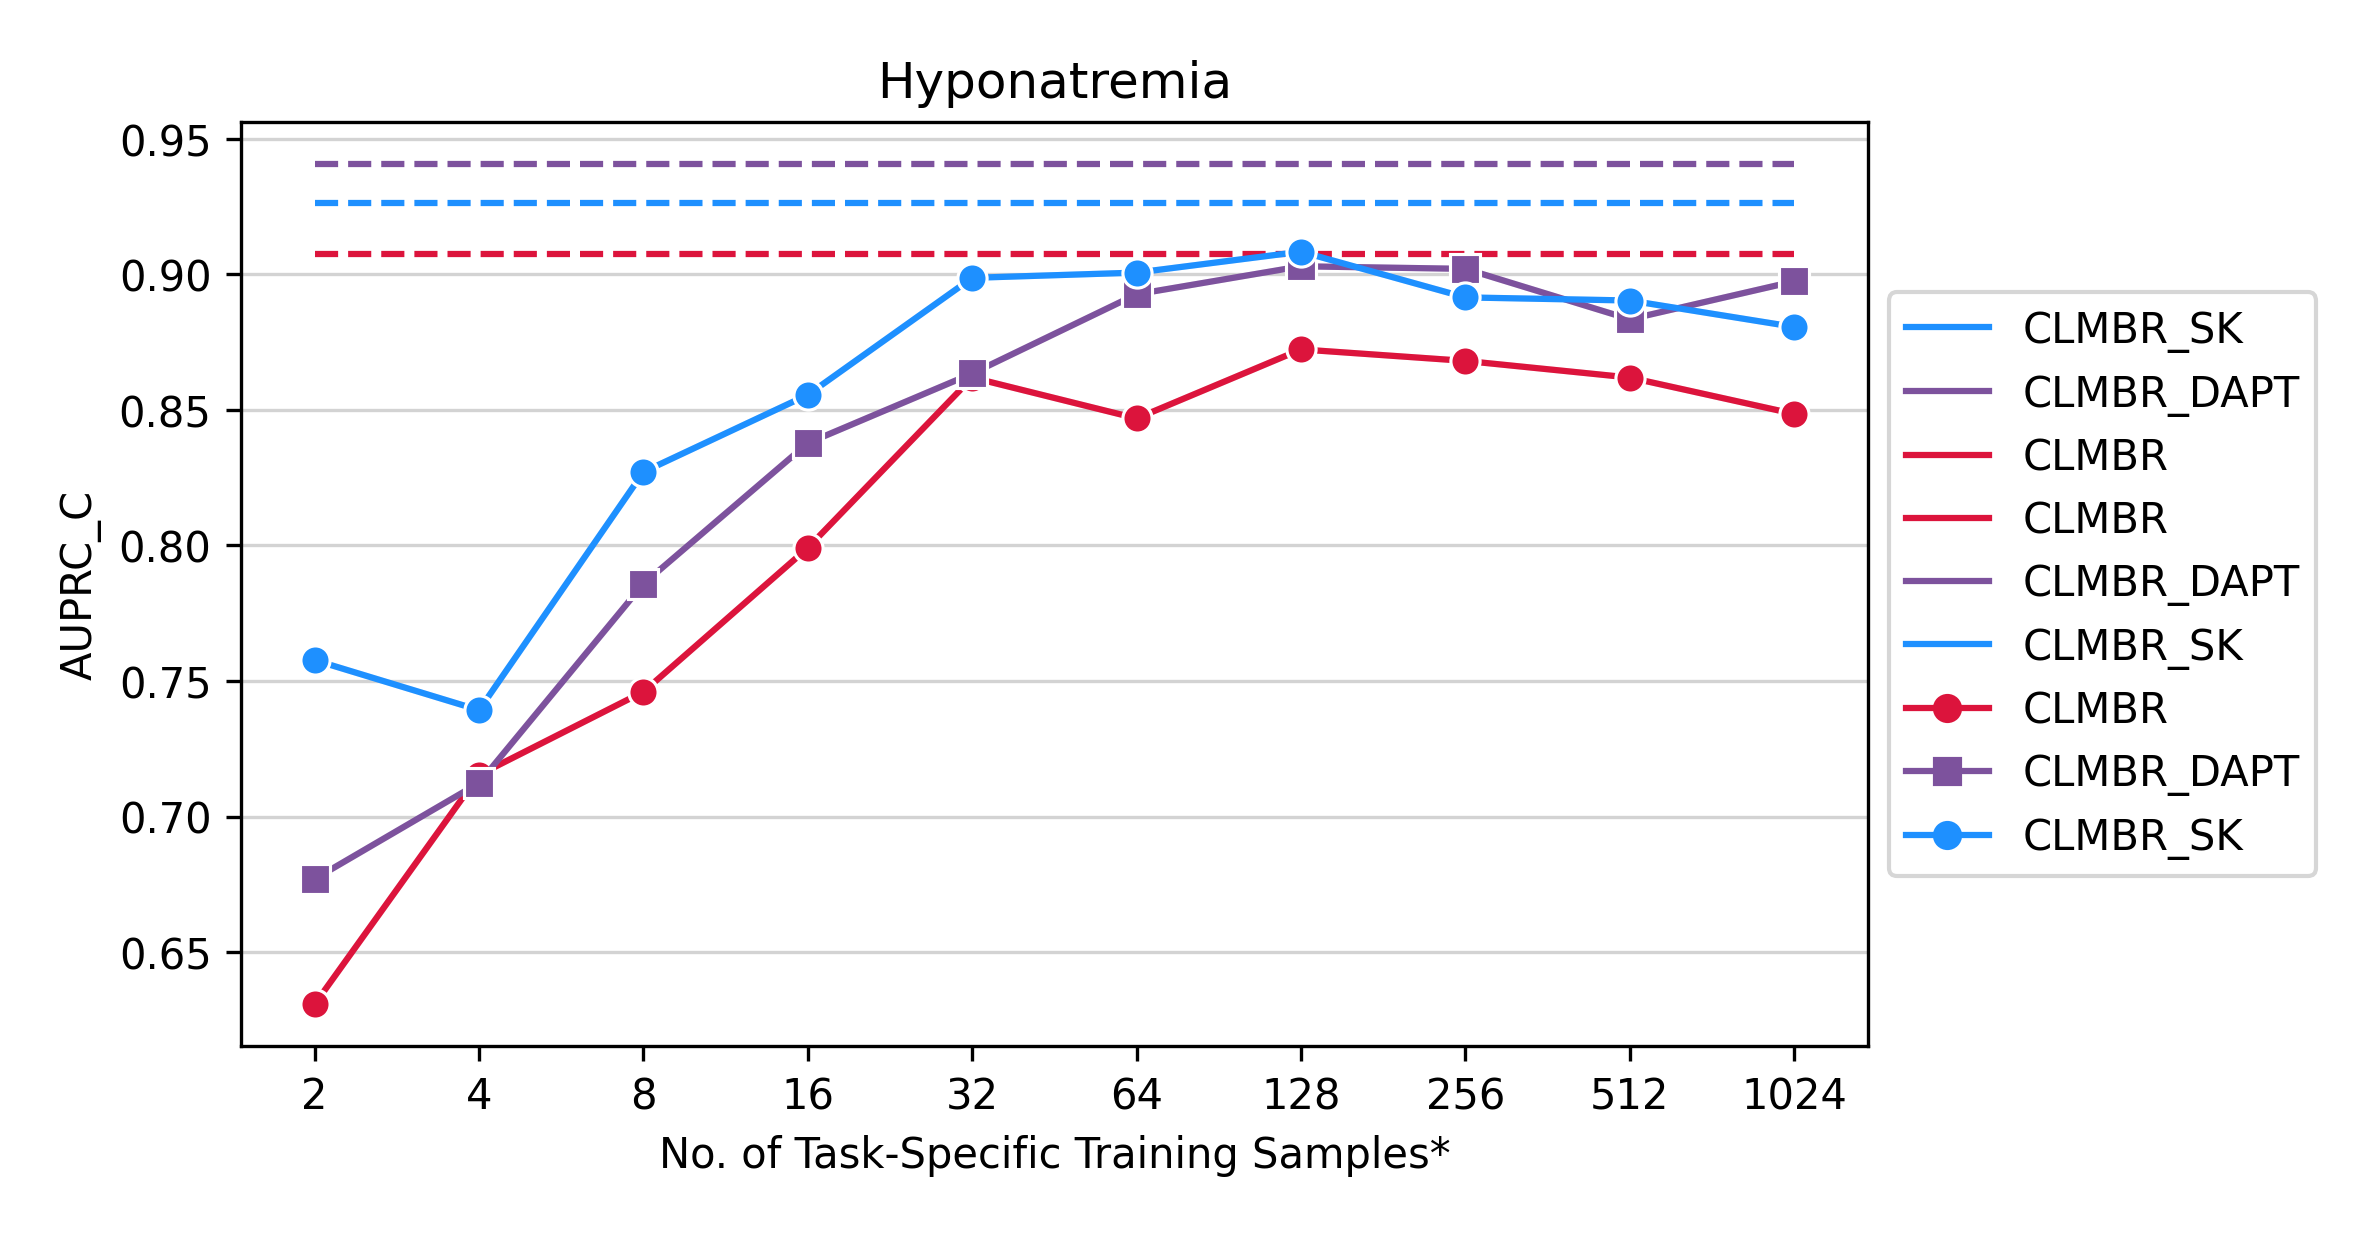 Hyponatremia
0.95
0.90
0.85
0.80
0.75
0.70
0.65
AUPRC_C
2 4 8 16 32 64 128 256 512 1024
No. of Task-Specific Training Samples*
CLMBR_SK
CLMBR_DAPT
CLMBR
CLMBR
CLMBR_DAPT
CLMBR_SK
CLMBR
CLMBR_DAPT
CLMBR_SK